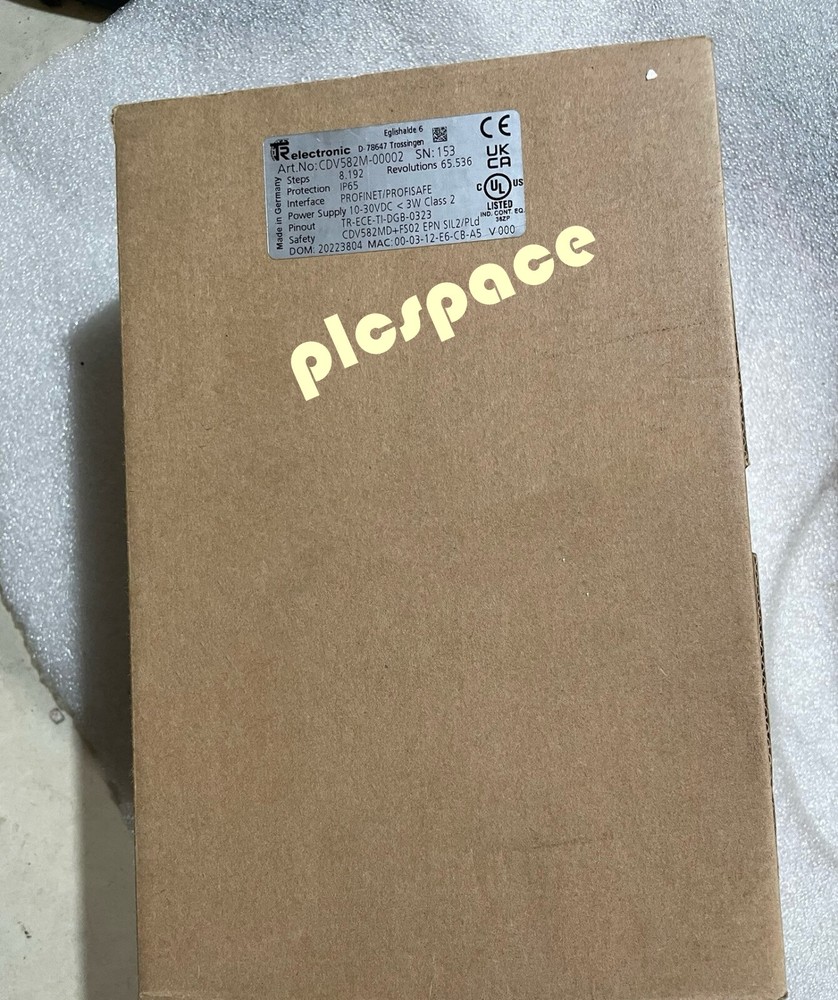 TR electronic
Eglishalde 6
D-78647 Trossingen
Made in Germany
Art.No:CDV582M-00002 SN:153
Steps 8.192 Revolutions 65.536
Protection IP65
Interface PROFINET/PROFISAFE
Power Supply 10-30VDC < 3W Class 2
Pinout TR-ECE-TI-DGB-0323
Safety CDV582MD+FS02 EPN SIL2/PLd
DOM: 20223804 MAC:00-03-12-E6-CB-A5 V-000
CE
UK
CA
C UL US
LISTED
IND. CONT. EQ.
38ZP
plcspace